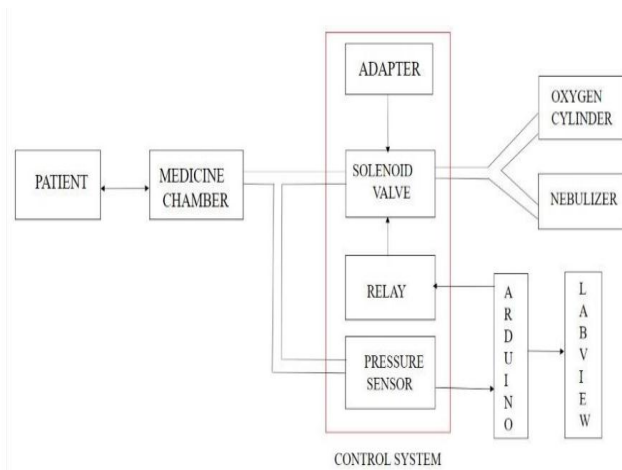 ADAPTER
OXYGEN
CYLINDER
PATIENT
MEDICINE
CHAMBER
SOLENOID
VALVE
NEBULIZER
RELAY
PRESSURE
SENSOR
A
R
D
U
I
N
O
L
A
B
V
I
E
W
CONTROL SYSTEM